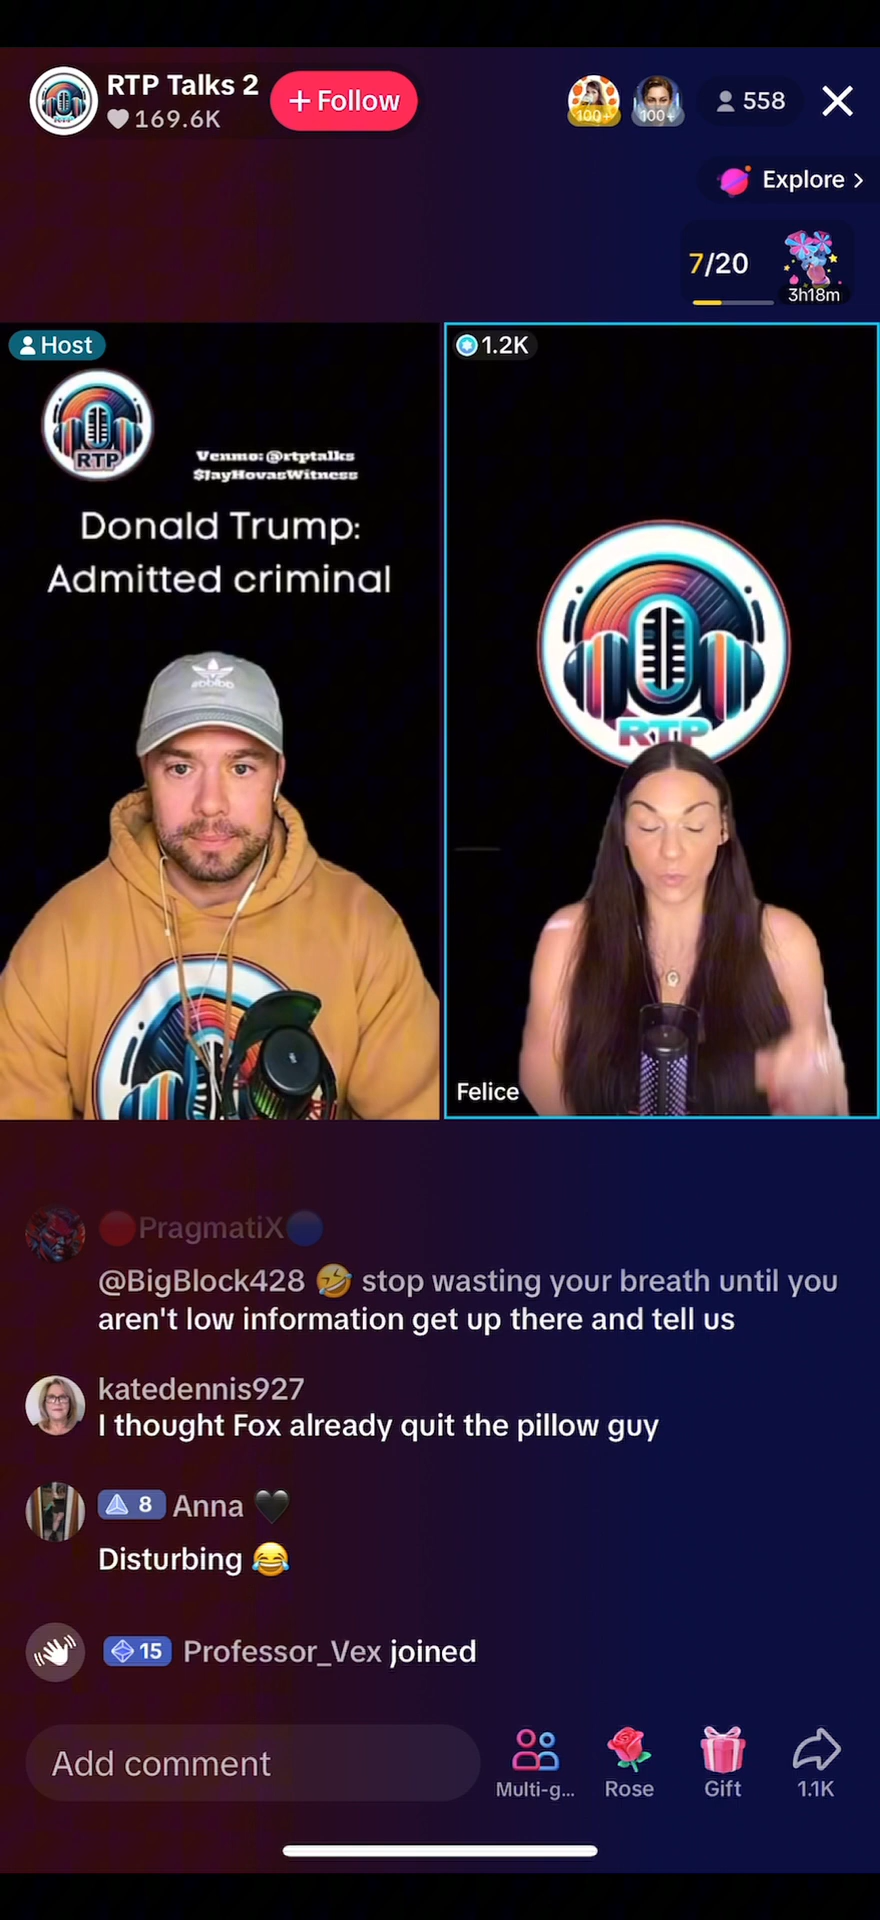 RTP Talks 2
169.6K
+ Follow
100+
100+
558
Explore >
7/20
3h18m
Host
RTP
Venmo: @rtptalks
$JayHovasWitness
Donald Trump:
Admitted criminal
adidas
1.2K
RTP
Felice
🔴PragmatiX🔵
@BigBlock428 🤣 stop wasting your breath until you
aren't low information get up there and tell us
katedennis927
I thought Fox already quit the pillow guy
8 Anna 🖤
Disturbing 😂
15 Professor_Vex joined
Add comment
Multi-g...
Rose
Gift
1.1K